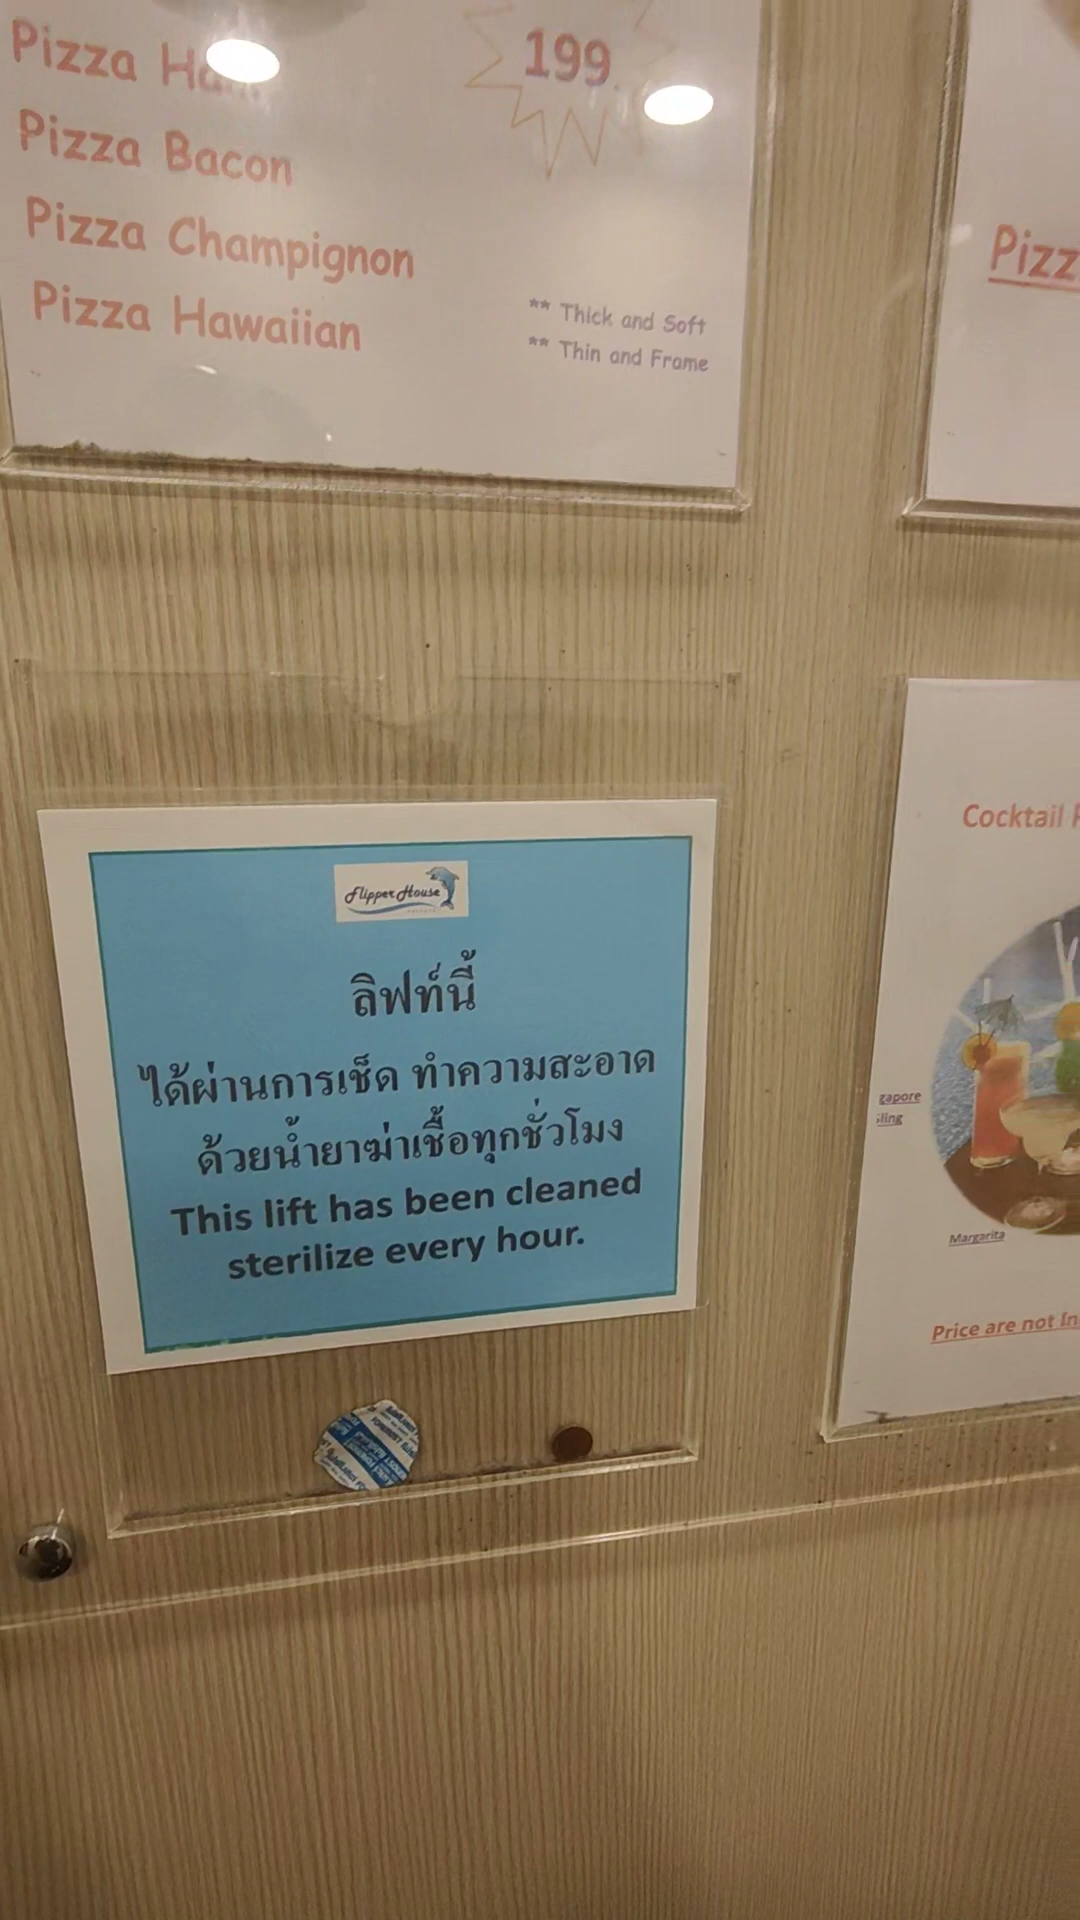 Pizza Ham
199.
Pizza Bacon
Pizza Champignon
Pizza Hawaiian
** Thick and Soft
** Thin and Frame
Flipper House
ลิฟท์นี้
ได้ผ่านการเช็ด ทำความสะอาด
ด้วยน้ำยาฆ่าเชื้อทุกชั่วโมง
This lift has been cleaned
sterilize every hour.
Pizz
Cocktail
gapore
Sling
Margarita
Price are not In